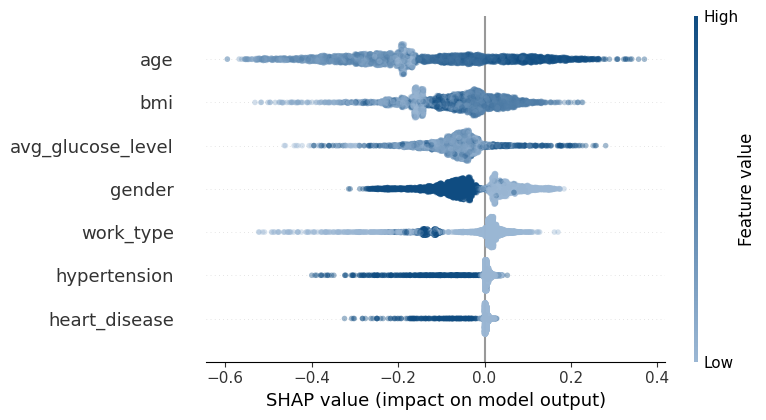 High
age
bmi
avg_glucose_level
gender
work_type
hypertension
heart_disease
Feature value
Low
−0.6 −0.4 −0.2 0.0 0.2 0.4
SHAP value (impact on model output)